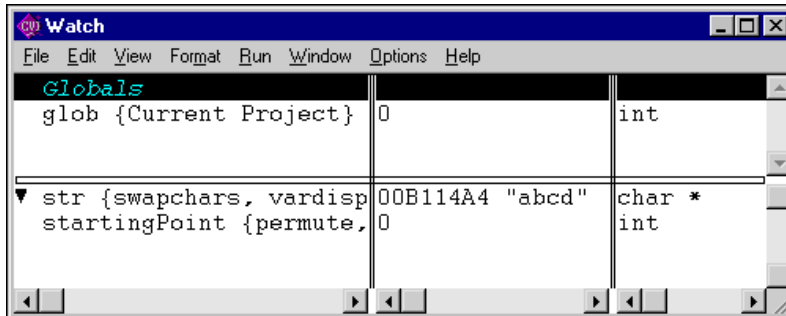 CVI Watch
File Edit View Format Run Window Options Help
Globals
glob {Current Project} 0 int
str {swapchars, vardisp 00B114A4 "abcd" char *
startingPoint {permute, 0 int